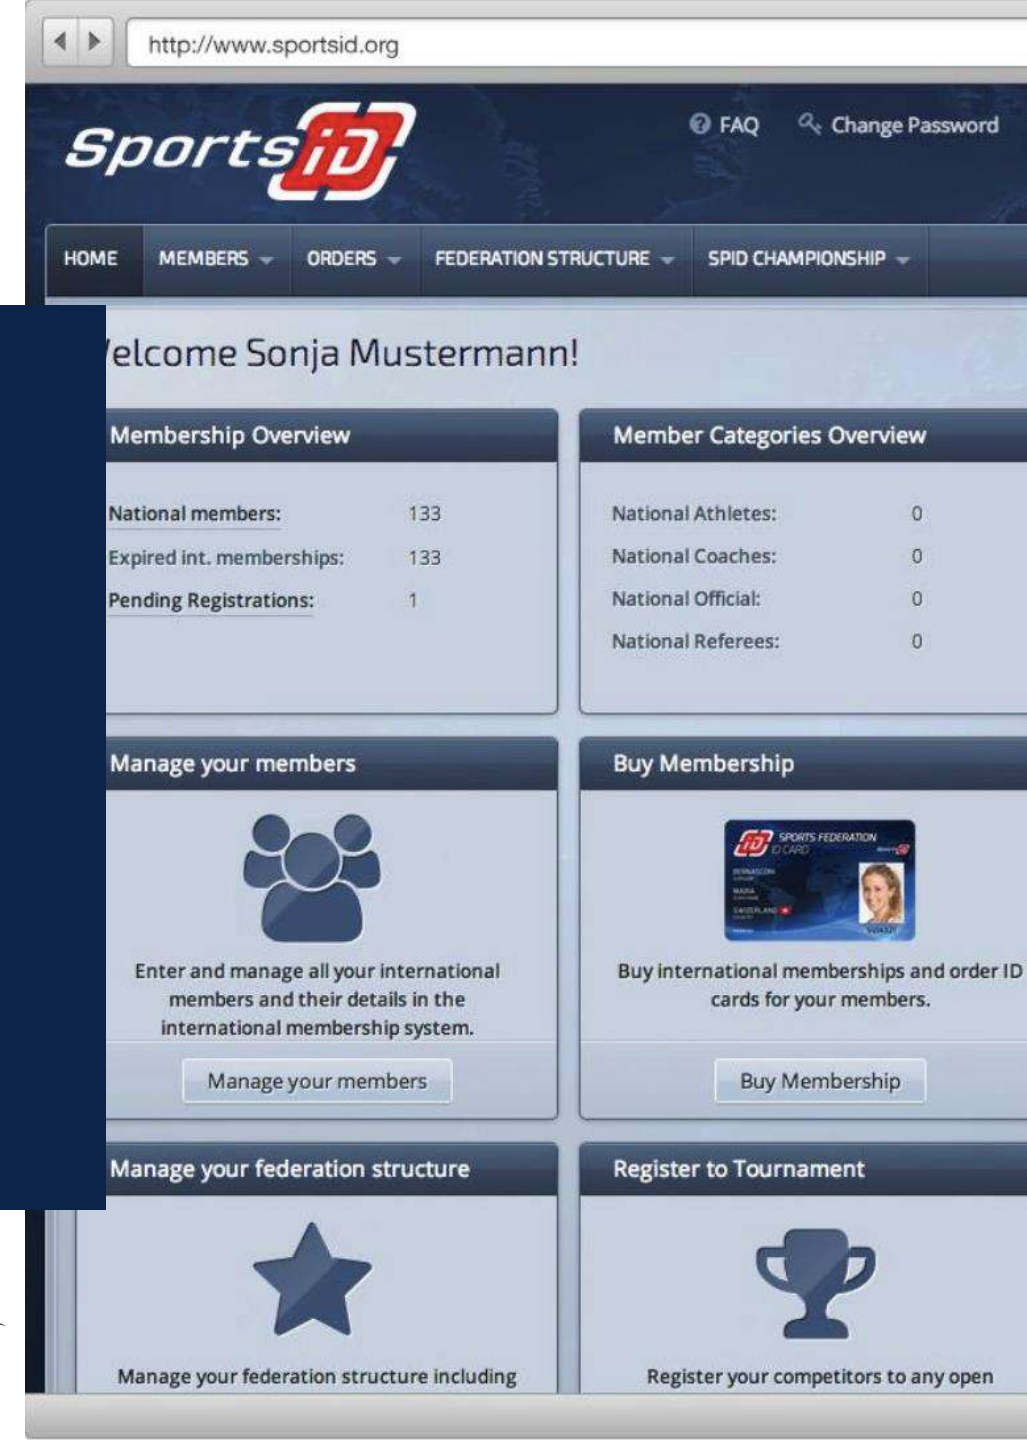 http://www.sportsid.org
Sports iD
FAQ
Change Password
HOME
MEMBERS
ORDERS
FEDERATION STRUCTURE
SPID CHAMPIONSHIP
elcome Sonja Mustermann!
Membership Overview
National members: 133
Expired int. memberships: 133
Pending Registrations: 1
Member Categories Overview
National Athletes: 0
National Coaches: 0
National Official: 0
National Referees: 0
Manage your members
Enter and manage all your international
members and their details in the
international membership system.
Manage your members
Buy Membership
iD SPORTS FEDERATION
ID CARD
Buy international memberships and order ID
cards for your members.
Buy Membership
Manage your federation structure
Manage your federation structure including
Register to Tournament
Register your competitors to any open